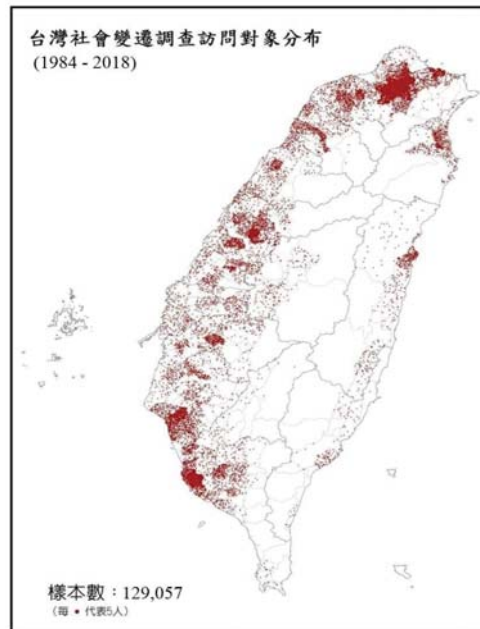 台灣社會變遷調查訪問對象分布
(1984 - 2018)
樣本數：129,057
（每 • 代表5人）